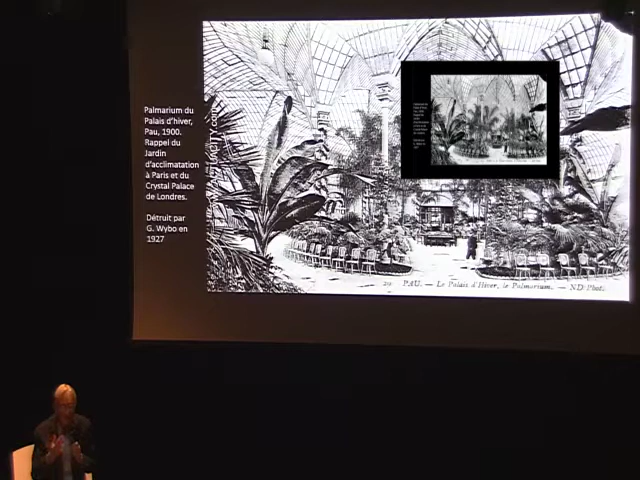 Palmarium du
Palais d'hiver,
Pau, 1900.
Rappel du
Jardin
d'acclimatation
à Paris et du
Crystal Palace
de Londres.
Détruit par
G. Wybo en
1927
PAU. — Le Palais d'Hiver, le Palmarium. — ND Phot.